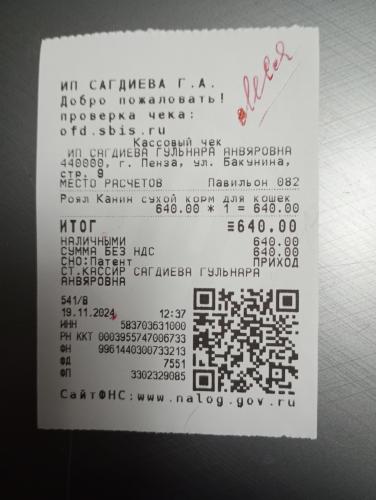 ИП САГДИЕВА Г.А.
Добро пожаловать!
проверка чека:
ofd.sbis.ru
Кассовый чек
ИП САГДИЕВА ГУЛЬНАРА АНВЯРОВНА
440000, г. Пенза, ул. Бакунина,
стр. 9
МЕСТО РАСЧЕТОВ Павильон 082
Роял Канин сухой корм для кошек
640.00 * 1 = 640.00
ИТОГ ≡640.00
НАЛИЧНЫМИ 640.00
СУММА БЕЗ НДС 640.00
СНО:Патент ПРИХОД
СТ.КАССИР САГДИЕВА ГУЛЬНАРА
АНВЯРОВНА
541/8
19.11.2024 12:37
ИНН 583703631000
РН ККТ 0003955747006733
ФН 9961440300733213
ФД 7551
ФП 3302329085
СайтФНС:www.nalog.gov.ru